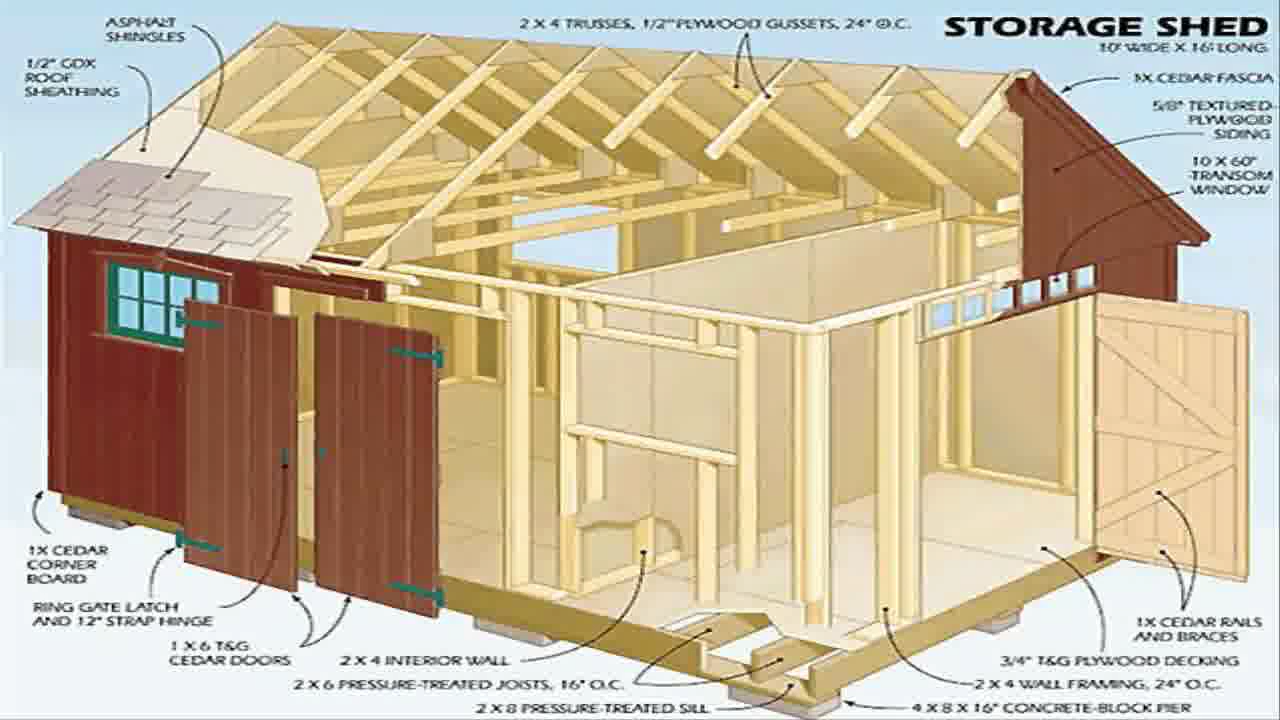 ASPHALT
SHINGLES
2 X 4 TRUSSES, 1/2" PLYWOOD GUSSETS, 24" O.C.
STORAGE SHED
10' WIDE X 16' LONG
1/2" CDX
ROOF
SHEATHING
1X CEDAR FASCIA
5/8" TEXTURED
PLYWOOD
SIDING
10 X 60"
TRANSOM
WINDOW
1X CEDAR
CORNER
BOARD
RING GATE LATCH
AND 12" STRAP HINGE
1 X 6 T&G
CEDAR DOORS
2 X 4 INTERIOR WALL
2 X 6 PRESSURE-TREATED JOISTS, 16" O.C.
2 X 8 PRESSURE-TREATED SILL
1X CEDAR RAILS
AND BRACES
3/4" T&G PLYWOOD DECKING
2 X 4 WALL FRAMING, 24" O.C.
4 X 8 X 16" CONCRETE-BLOCK PIER